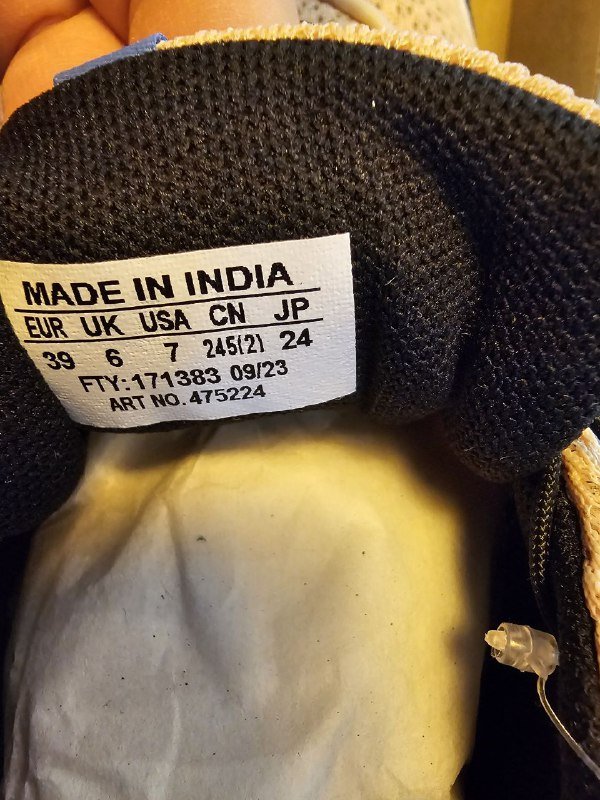 MADE IN INDIA
EUR UK USA CN JP
39 6 7 245(2) 24
FTY:171383 09/23
ART NO. 475224